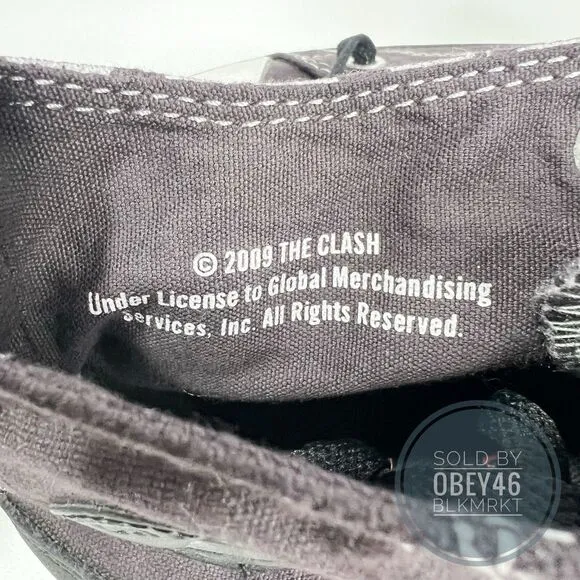 © 2009 THE CLASH
Under License to Global Merchandising
Services, Inc. All Rights Reserved.
SOLD BY
OBEY46
BLKMRKT